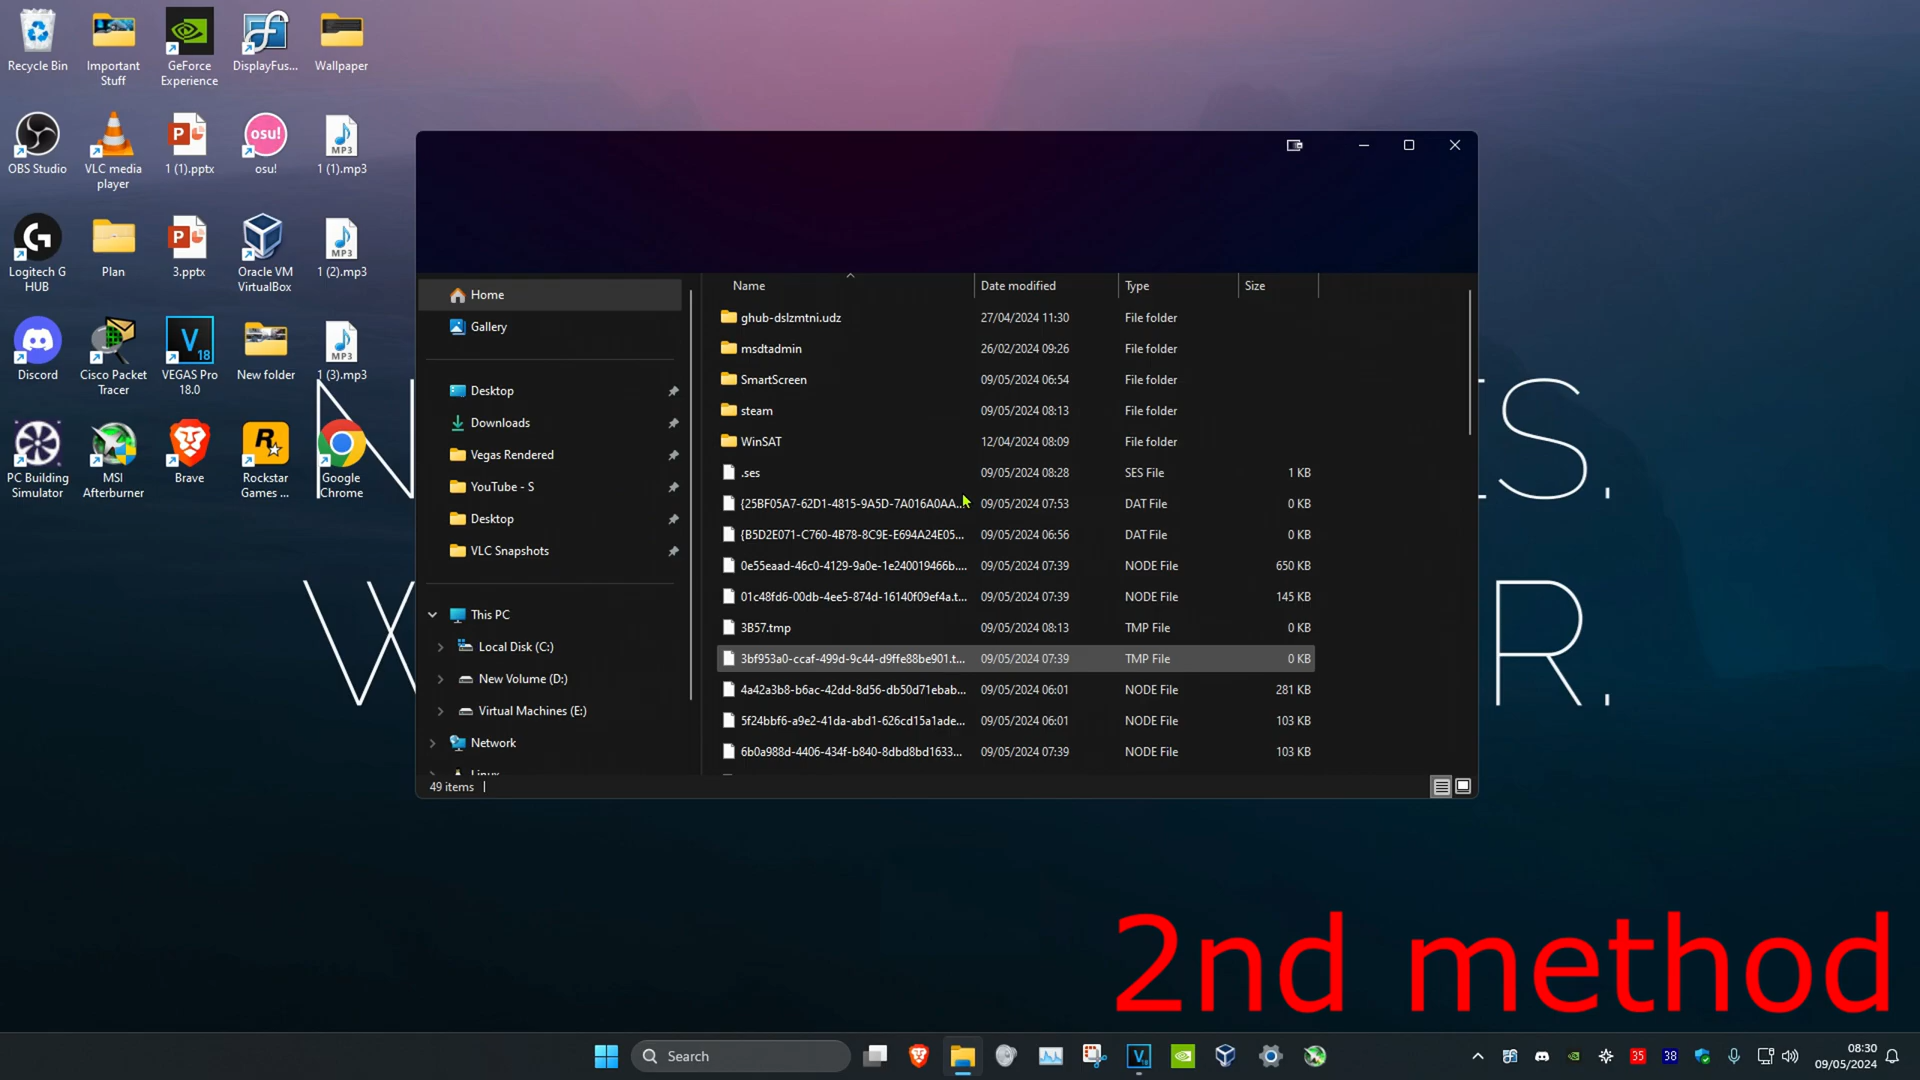 Recycle Bin
Important
Stuff
GeForce
Experience
DisplayFus...
Wallpaper
OBS Studio
VLC media
player
1 (1).pptx
osu!
osu!
MP3
1 (1).mp3
Logitech G
HUB
Plan
3.pptx
Oracle VM
VirtualBox
MP3
1 (2).mp3
Discord
Cisco Packet
Tracer
V
18
VEGAS Pro
18.0
New folder
MP3
1 (3).mp3
PC Building
Simulator
MSI
Afterburner
Brave
Rockstar
Games ...
Google
Chrome
Home
Gallery
Desktop
Downloads
Vegas Rendered
YouTube - S
Desktop
VLC Snapshots
This PC
Local Disk (C:)
New Volume (D:)
Virtual Machines (E:)
Network
Linux
Name Date modified Type Size
ghub-dslzmtni.udz 27/04/2024 11:30 File folder
msdtadmin 26/02/2024 09:26 File folder
SmartScreen 09/05/2024 06:54 File folder
steam 09/05/2024 08:13 File folder
WinSAT 12/04/2024 08:09 File folder
.ses 09/05/2024 08:28 SES File 1 KB
{25BF05A7-62D1-4815-9A5D-7A016A0AA... 09/05/2024 07:53 DAT File 0 KB
{B5D2E071-C760-4B78-8C9E-E694A24E05... 09/05/2024 06:56 DAT File 0 KB
0e55eaad-46c0-4129-9a0e-1e240019466b.... 09/05/2024 07:39 NODE File 650 KB
01c48fd6-00db-4ee5-874d-16140f09ef4a.t... 09/05/2024 07:39 NODE File 145 KB
3B57.tmp 09/05/2024 08:13 TMP File 0 KB
3bf953a0-ccaf-499d-9c44-d9ffe88be901.t... 09/05/2024 07:39 TMP File 0 KB
4a42a3b8-b6ac-42dd-8d56-db50d71ebab... 09/05/2024 06:01 NODE File 281 KB
5f24bbf6-a9e2-41da-abd1-626cd15a1ade... 09/05/2024 06:01 NODE File 103 KB
6b0a988d-4406-434f-b840-8dbd8bd1633... 09/05/2024 07:39 NODE File 103 KB
49 items
2nd method
Search
35
38
08:30
09/05/2024